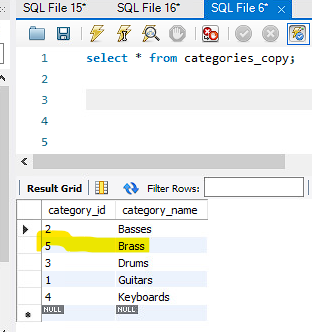 SQL File 15* SQL File 16* SQL File 6*
1 select * from categories_copy;
2
3
4
5
Result Grid Filter Rows:
category_id category_name
2 Basses
5 Brass
3 Drums
1 Guitars
4 Keyboards
NULL NULL